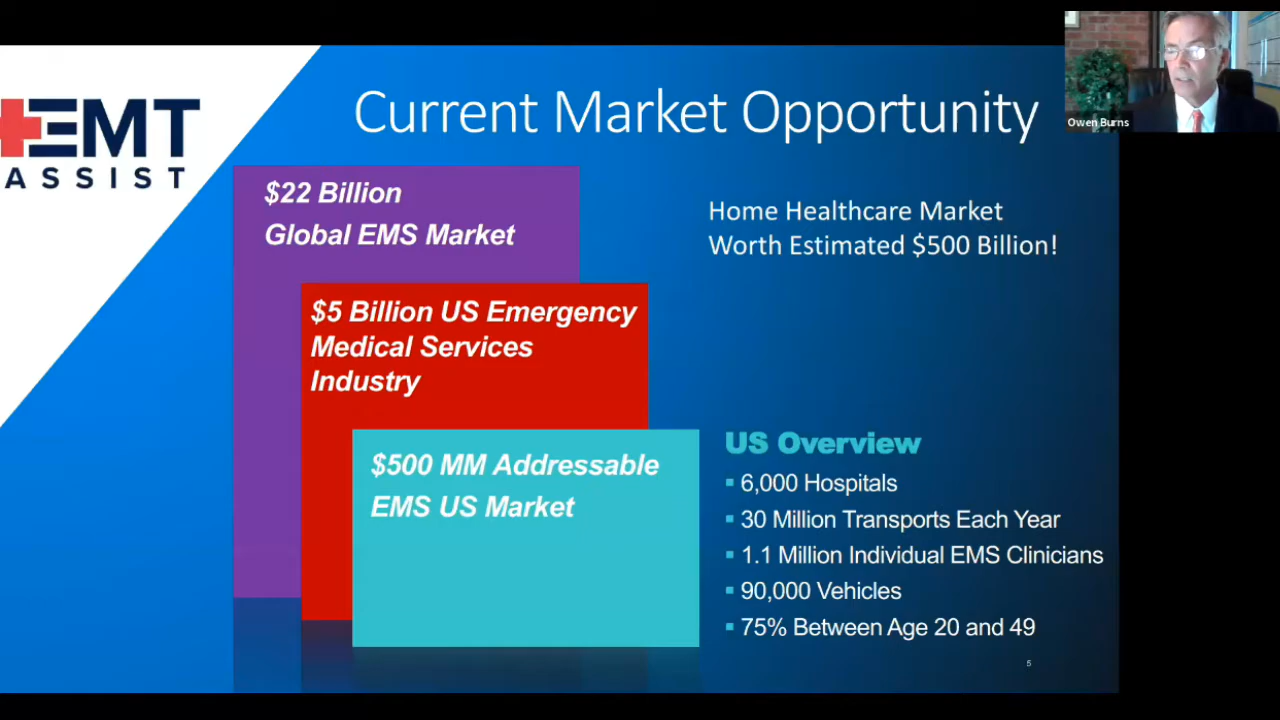 EMT
ASSIST
Current Market Opportunity
Owen Burns
$22 Billion
Global EMS Market
Home Healthcare Market
Worth Estimated $500 Billion!
$5 Billion US Emergency
Medical Services
Industry
$500 MM Addressable
EMS US Market
US Overview
▪ 6,000 Hospitals
▪ 30 Million Transports Each Year
▪ 1.1 Million Individual EMS Clinicians
▪ 90,000 Vehicles
▪ 75% Between Age 20 and 49
5